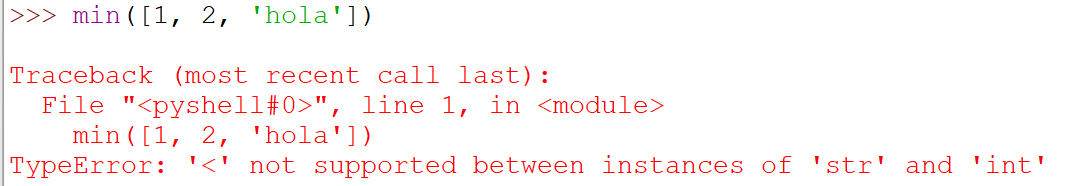 >>> min([1, 2, 'hola'])
Traceback (most recent call last):
  File "<pyshell#0>", line 1, in <module>
    min([1, 2, 'hola'])
TypeError: '<' not supported between instances of 'str' and 'int'